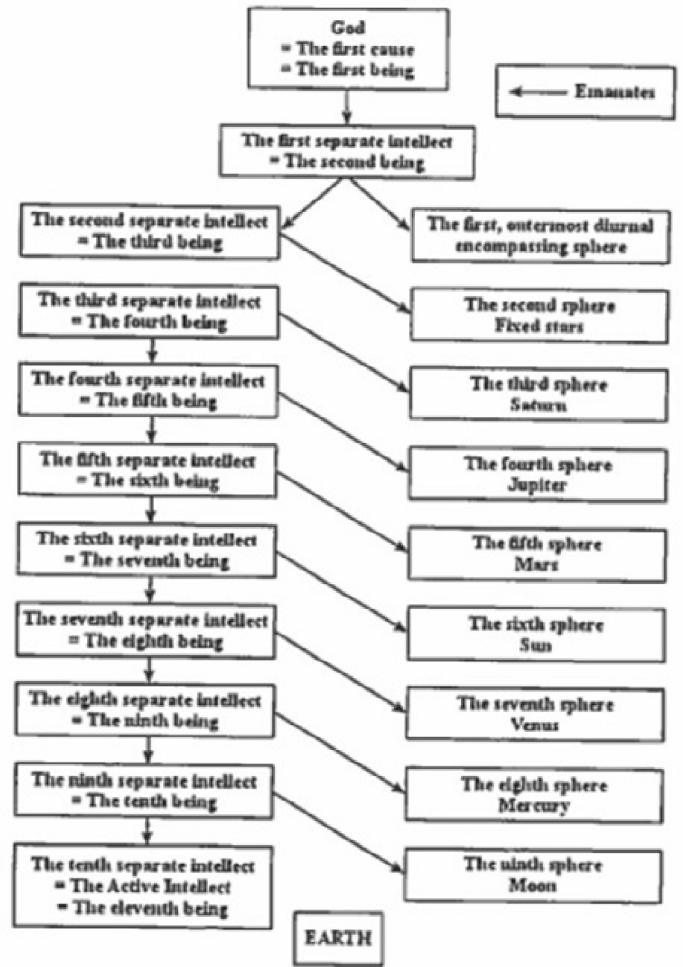 God
= The first cause
= The first being
Emanates
The first separate intellect
= The second being
The second separate intellect
= The third being
The first, outermost diurnal
encompassing sphere
The third separate intellect
= The fourth being
The second sphere
Fixed stars
The fourth separate intellect
= The fifth being
The third sphere
Saturn
The fifth separate intellect
= The sixth being
The fourth sphere
Jupiter
The sixth separate intellect
= The seventh being
The fifth sphere
Mars
The seventh separate intellect
= The eighth being
The sixth sphere
Sun
The eighth separate intellect
= The ninth being
The seventh sphere
Venus
The ninth separate intellect
= The tenth being
The eighth sphere
Mercury
The tenth separate intellect
= The Active Intellect
= The eleventh being
The ninth sphere
Moon
EARTH